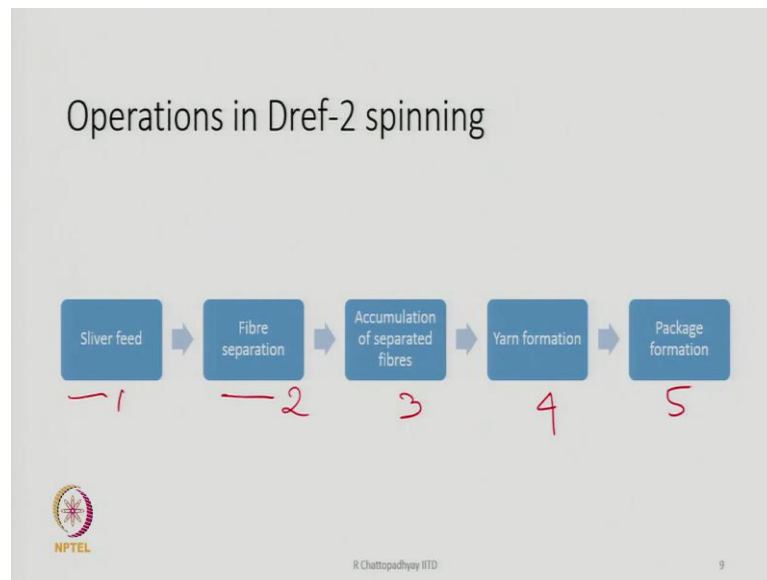 Operations in Dref-2 spinning
Sliver feed
Fibre
separation
Accumulation
of separated
fibres
Yarn formation
Package
formation
1
2
3
4
5
NPTEL
R Chattopadhyay IITD
9